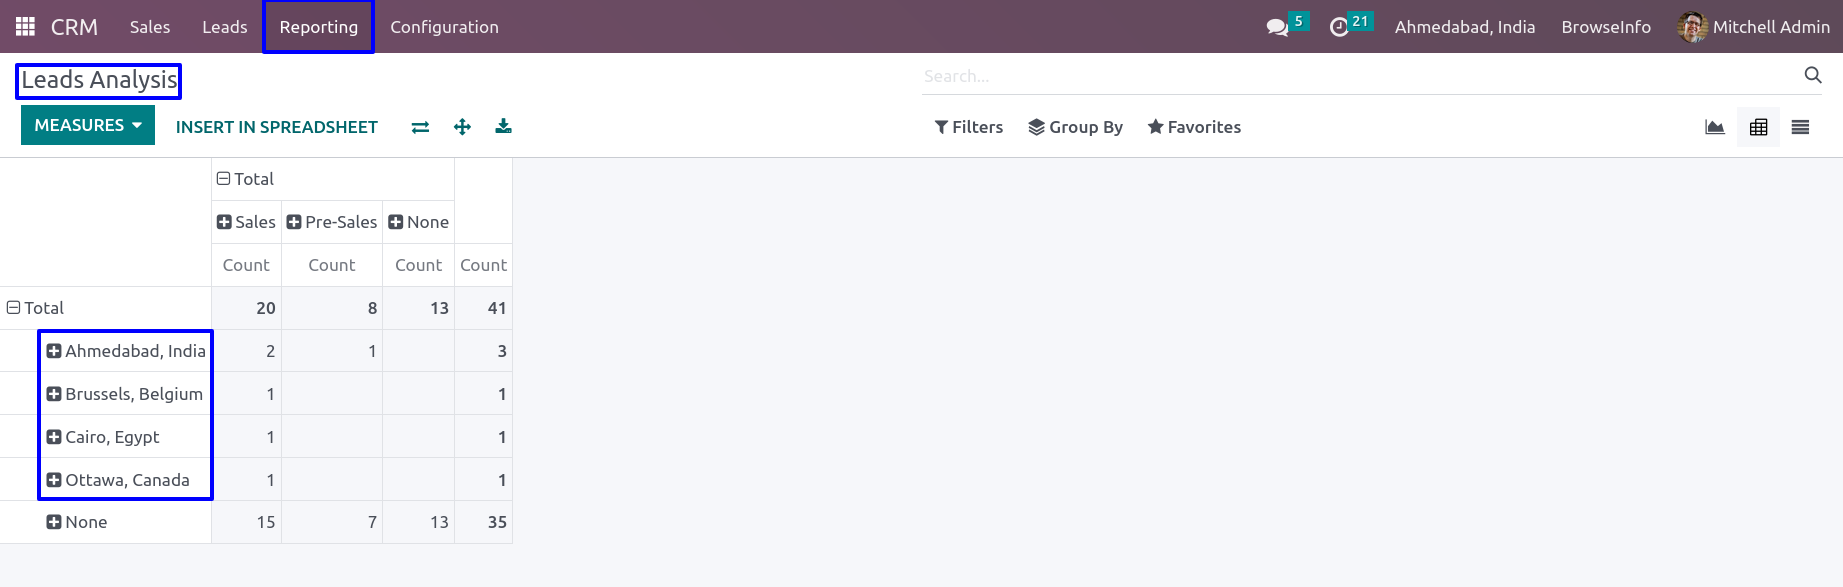 CRM Sales Leads Reporting Configuration 5 21 Ahmedabad, India BrowseInfo Mitchell Admin
Leads Analysis Search...
MEASURES INSERT IN SPREADSHEET Filters Group By Favorites
Total
Sales Pre-Sales None
Count Count Count Count
Total 20 8 13 41
Ahmedabad, India 2 1 3
Brussels, Belgium 1 1
Cairo, Egypt 1 1
Ottawa, Canada 1 1
None 15 7 13 35